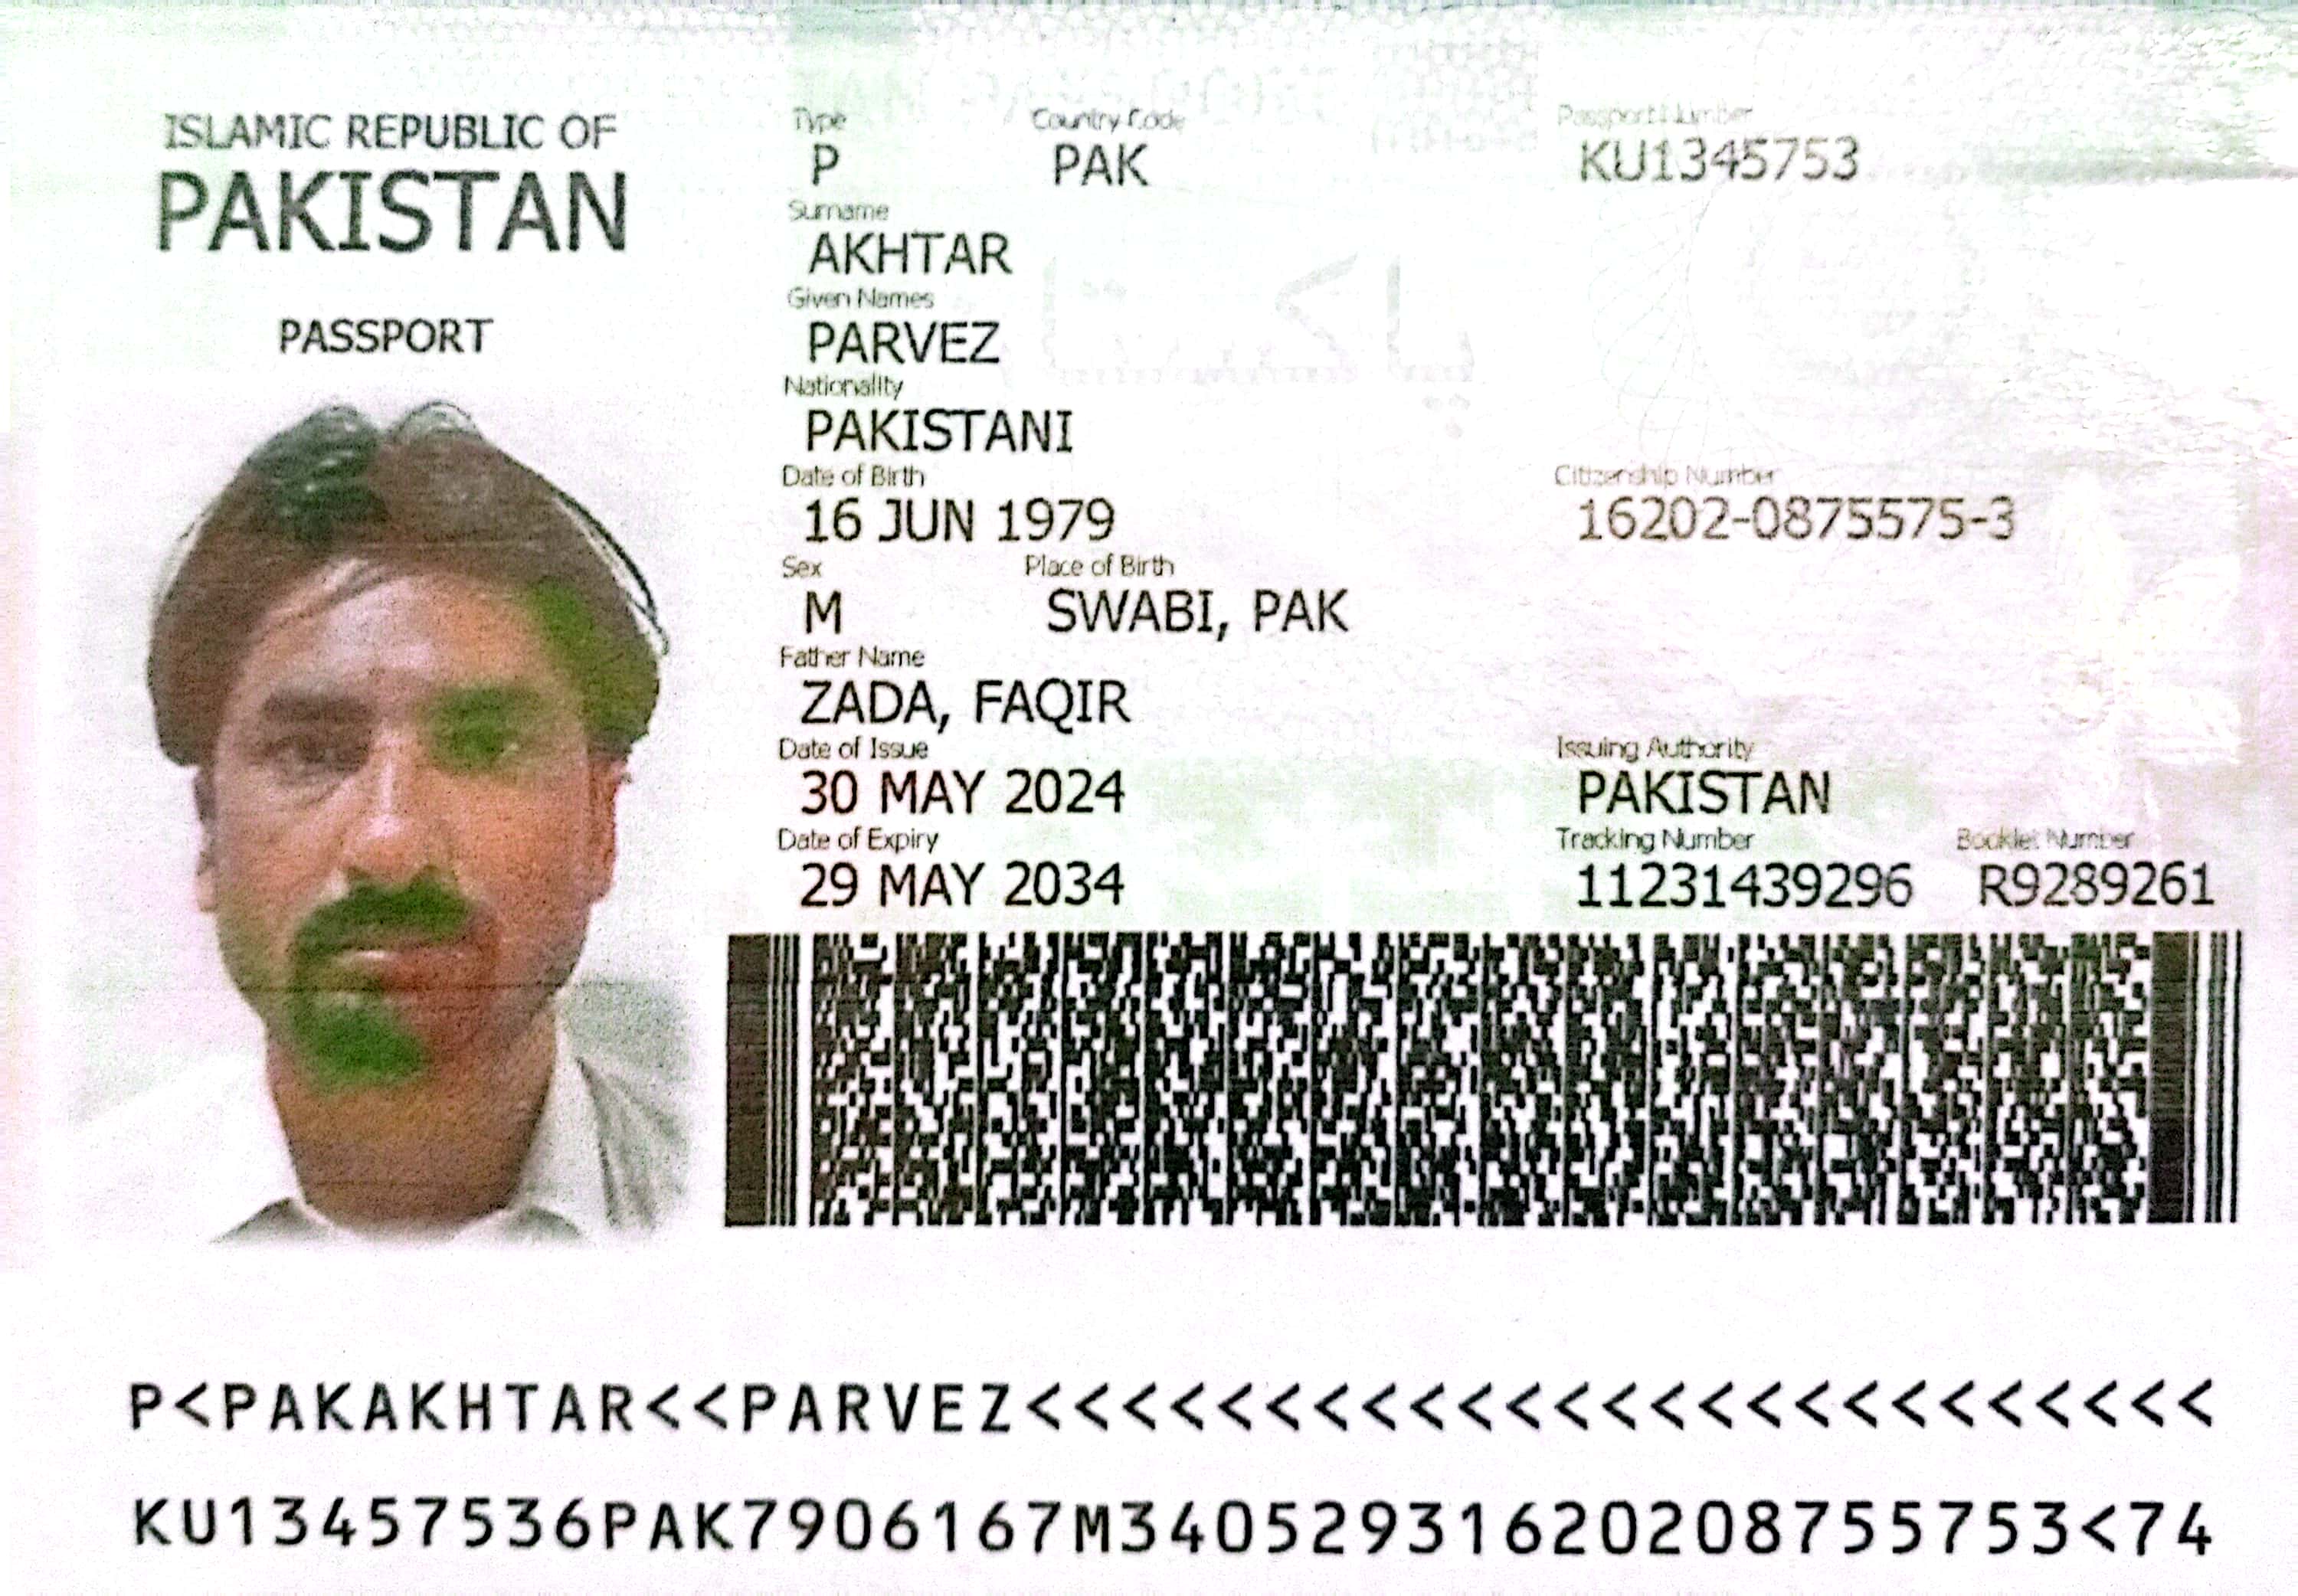 ISLAMIC REPUBLIC OF
PAKISTAN
PASSPORT
Type Country Code Passport Number
P PAK KU1345753
Surname
AKHTAR
Given Names
PARVEZ
Nationality
PAKISTANI
Date of Birth Citizenship Number
16 JUN 1979 16202-0875575-3
Sex Place of Birth
M SWABI, PAK
Father Name
ZADA, FAQIR
Date of Issue Issuing Authority
30 MAY 2024 PAKISTAN
Date of Expiry Tracking Number Booklet Number
29 MAY 2034 11231439296 R9289261
P<PAKAKHTAR<<PARVEZ<<<<<<<<<<<<<<<<<<<<<<<<<
KU13457536PAK7906167M34052931620208755753<74